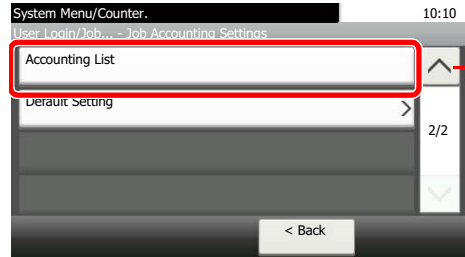 System Menu/Counter.
10:10
User Login/Job... - Job Accounting Settings
Accounting List
Default Setting
2/2
< Back